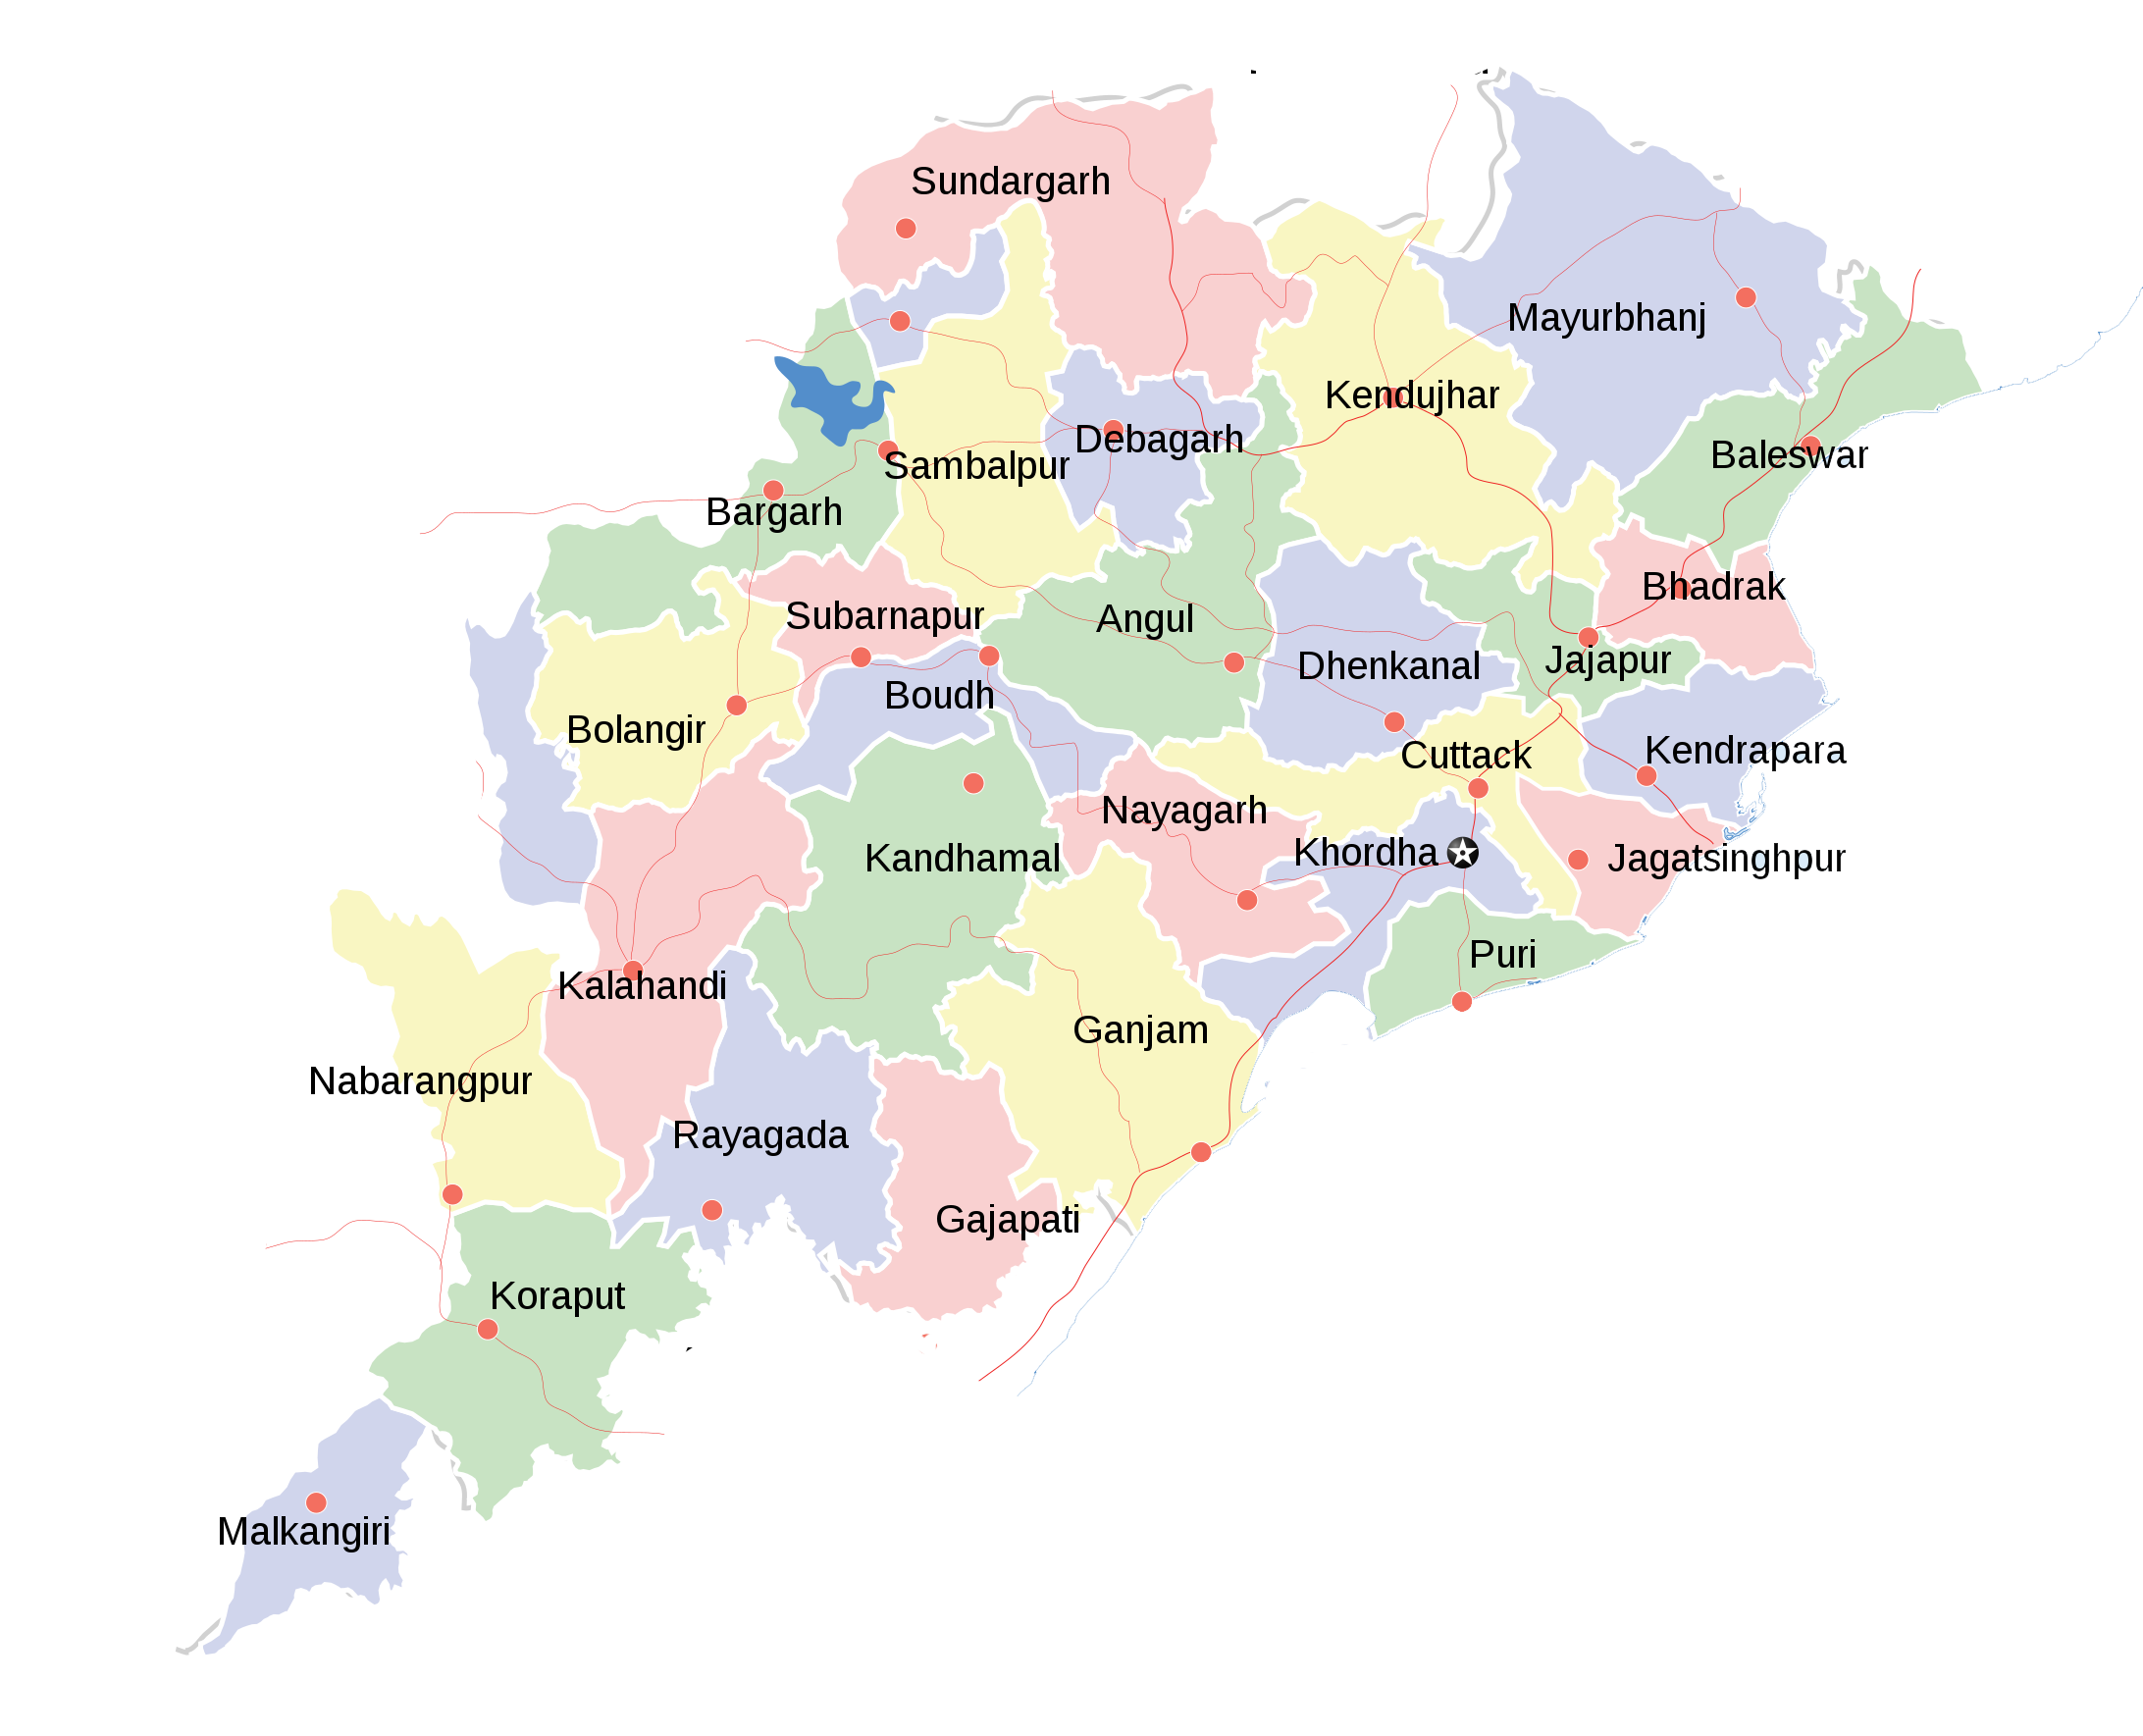 Sundargarh
Mayurbhanj
Kendujhar
Debagarh
Baleswar
Sambalpur
Bargarh
Bhadrak
Subarnapur
Angul
Jajapur
Dhenkanal
Boudh
Bolangir
Cuttack
Kendrapara
Nayagarh
Khordha
Kandhamal
Jagatsinghpur
Puri
Kalahandi
Ganjam
Nabarangpur
Rayagada
Gajapati
Koraput
Malkangiri